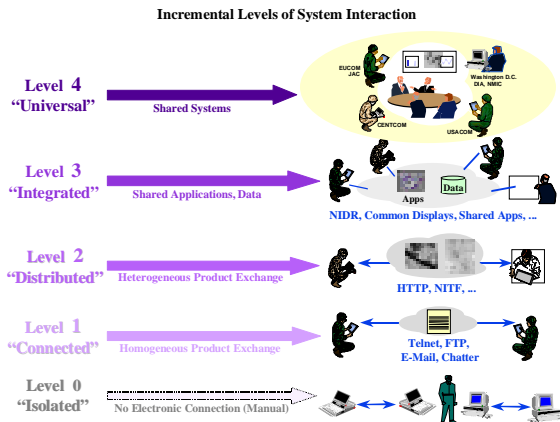 Incremental Levels of System Interaction
Level 4
“Universal”
Shared Systems
EUCOM
JAC
Washington D.C.
DIA, NMIC
CENTCOM
USACOM
Level 3
“Integrated”
Shared Applications, Data
Apps
Data
NIDR, Common Displays, Shared Apps, ...
Level 2
“Distributed”
Heterogeneous Product Exchange
HTTP, NITF, ...
Level 1
“Connected”
Homogeneous Product Exchange
Telnet, FTP,
E-Mail, Chatter
Level 0
“Isolated”
No Electronic Connection (Manual)